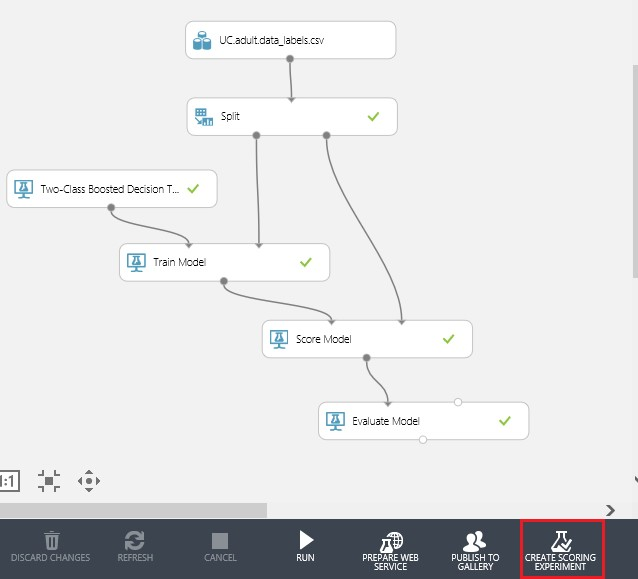 UC.adult.data_labels.csv
Split
Two-Class Boosted Decision T...
Train Model
Score Model
Evaluate Model
1:1
DISCARD CHANGES
REFRESH
CANCEL
RUN
PREPARE WEB
SERVICE
PUBLISH TO
GALLERY
CREATE SCORING
EXPERIMENT